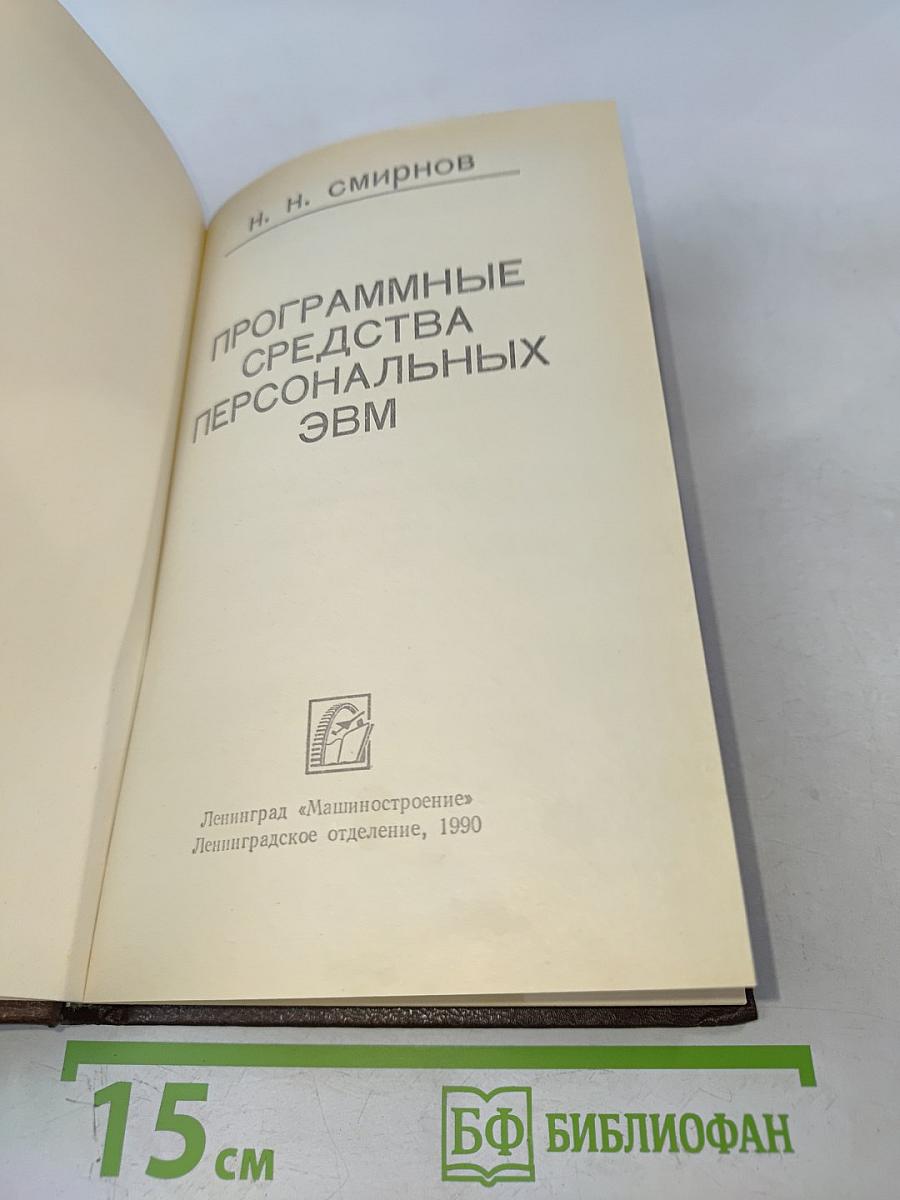 н. н. смирнов
ПРОГРАММНЫЕ
СРЕДСТВА
ПЕРСОНАЛЬНЫХ
ЭВМ
Ленинград «Машиностроение»
Ленинградское отделение, 1990
15 см
БФ БИБЛИОФАН